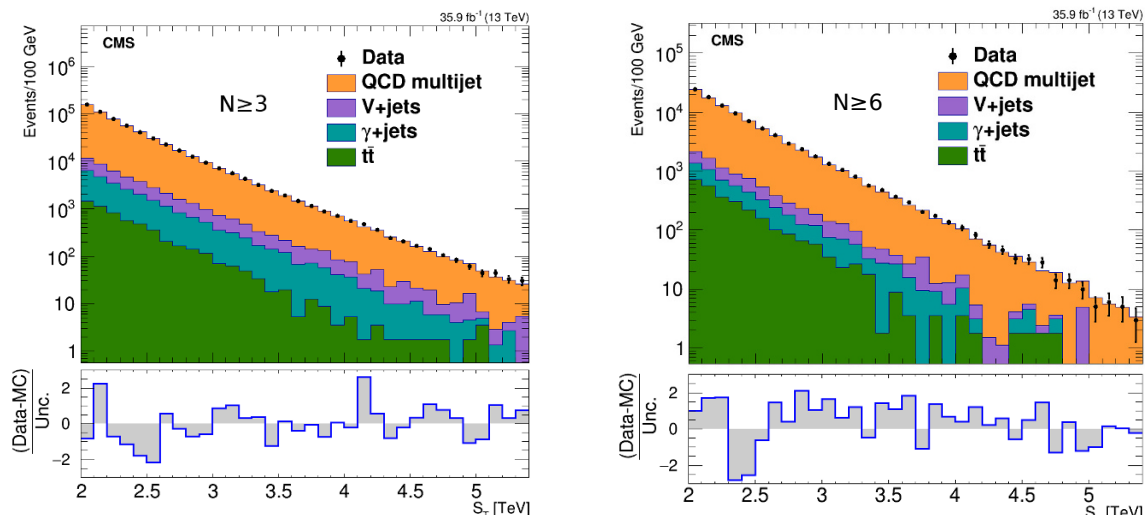 35.9 fb⁻¹ (13 TeV)
CMS
Events/100 GeV
10⁶
10⁵
10⁴
10³
10²
10
1
N≥3
Data
QCD multijet
V+jets
γ+jets
tt̄
(Data-MC)
Unc.
2
0
−2
2 2.5 3 3.5 4 4.5 5
S_T [TeV]
35.9 fb⁻¹ (13 TeV)
CMS
Events/100 GeV
10⁵
10⁴
10³
10²
10
1
N≥6
Data
QCD multijet
V+jets
γ+jets
tt̄
(Data-MC)
Unc.
2
0
−2
2 2.5 3 3.5 4 4.5 5
S [TeV]